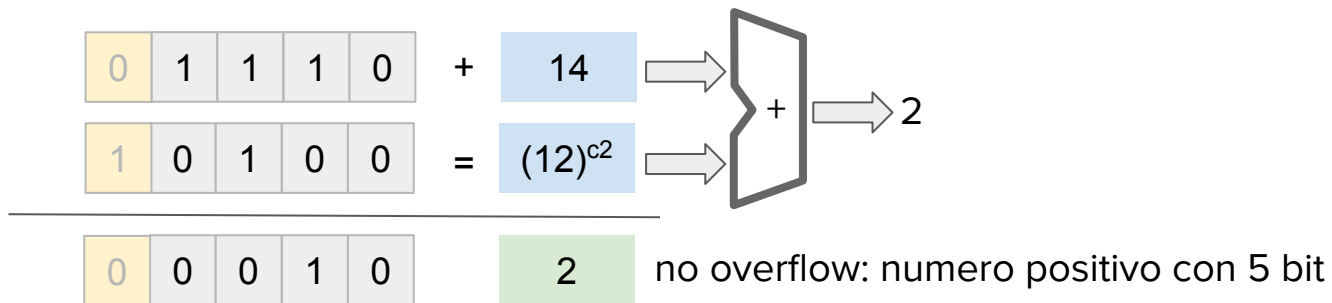 0 1 1 1 0 + 14
+ 2
1 0 1 0 0 = (12)ᶜ²
0 0 0 1 0 2 no overflow: numero positivo con 5 bit